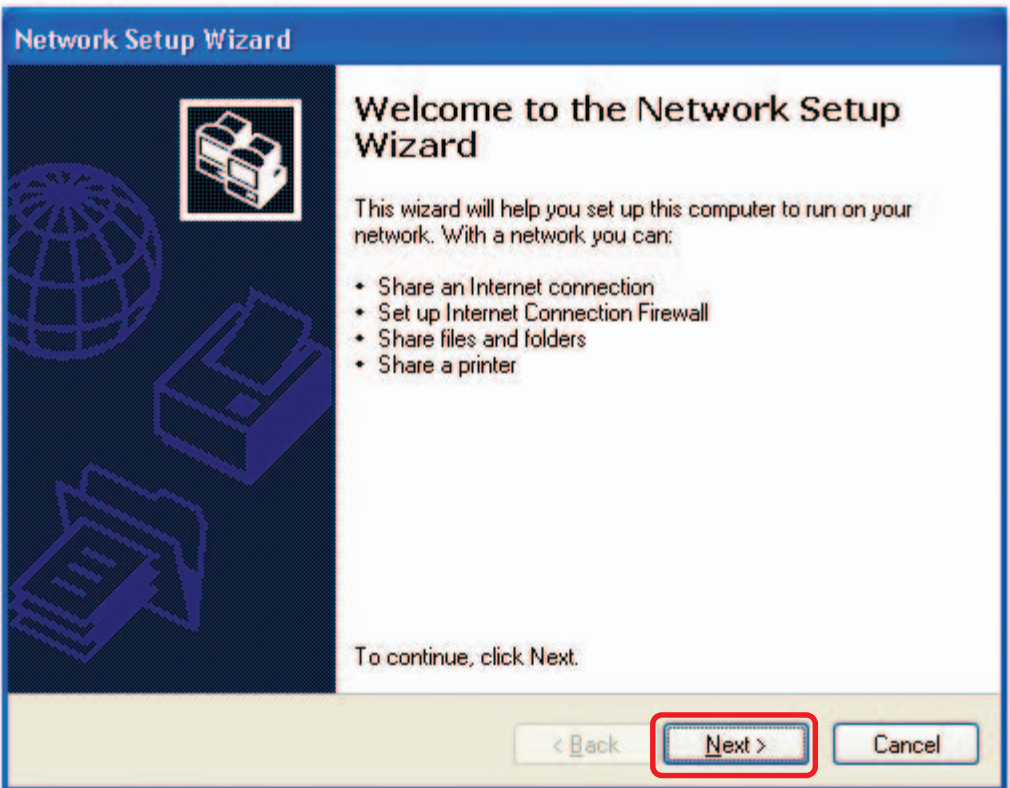 Network Setup Wizard
Welcome to the Network Setup
Wizard
This wizard will help you set up this computer to run on your
network. With a network you can:
• Share an Internet connection
• Set up Internet Connection Firewall
• Share files and folders
• Share a printer
To continue, click Next.
< Back Next > Cancel